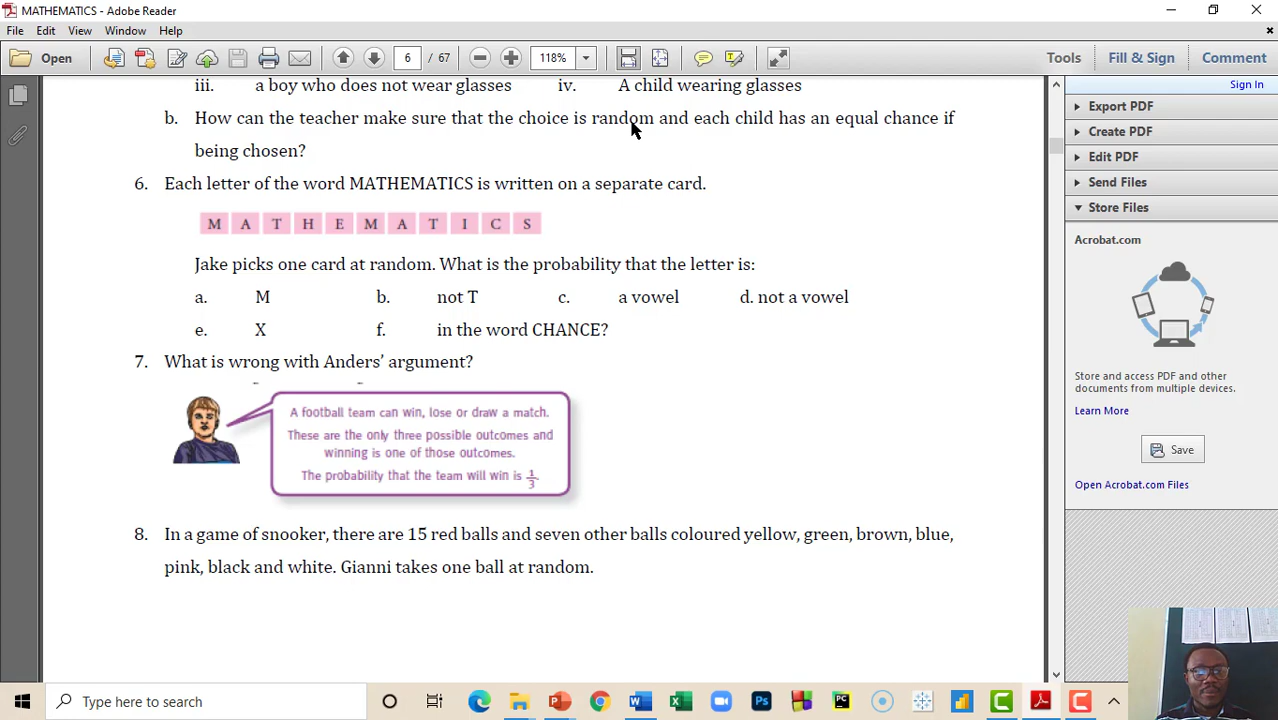 MATHEMATICS - Adobe Reader
File Edit View Window Help
Open 6 / 67 118% Tools Fill & Sign Comment
Sign In
iii. a boy who does not wear glasses iv. A child wearing glasses
b. How can the teacher make sure that the choice is random and each child has an equal chance if
being chosen?
6. Each letter of the word MATHEMATICS is written on a separate card.
M A T H E M A T I C S
Jake picks one card at random. What is the probability that the letter is:
a. M b. not T c. a vowel d. not a vowel
e. X f. in the word CHANCE?
7. What is wrong with Anders’ argument?
A football team can win, lose or draw a match.
These are the only three possible outcomes and
winning is one of those outcomes.
The probability that the team will win is 1/3.
8. In a game of snooker, there are 15 red balls and seven other balls coloured yellow, green, brown, blue,
pink, black and white. Gianni takes one ball at random.
Export PDF
Create PDF
Edit PDF
Send Files
Store Files
Acrobat.com
Store and access PDF and other
documents from multiple devices.
Learn More
Save
Open Acrobat.com Files
Type here to search